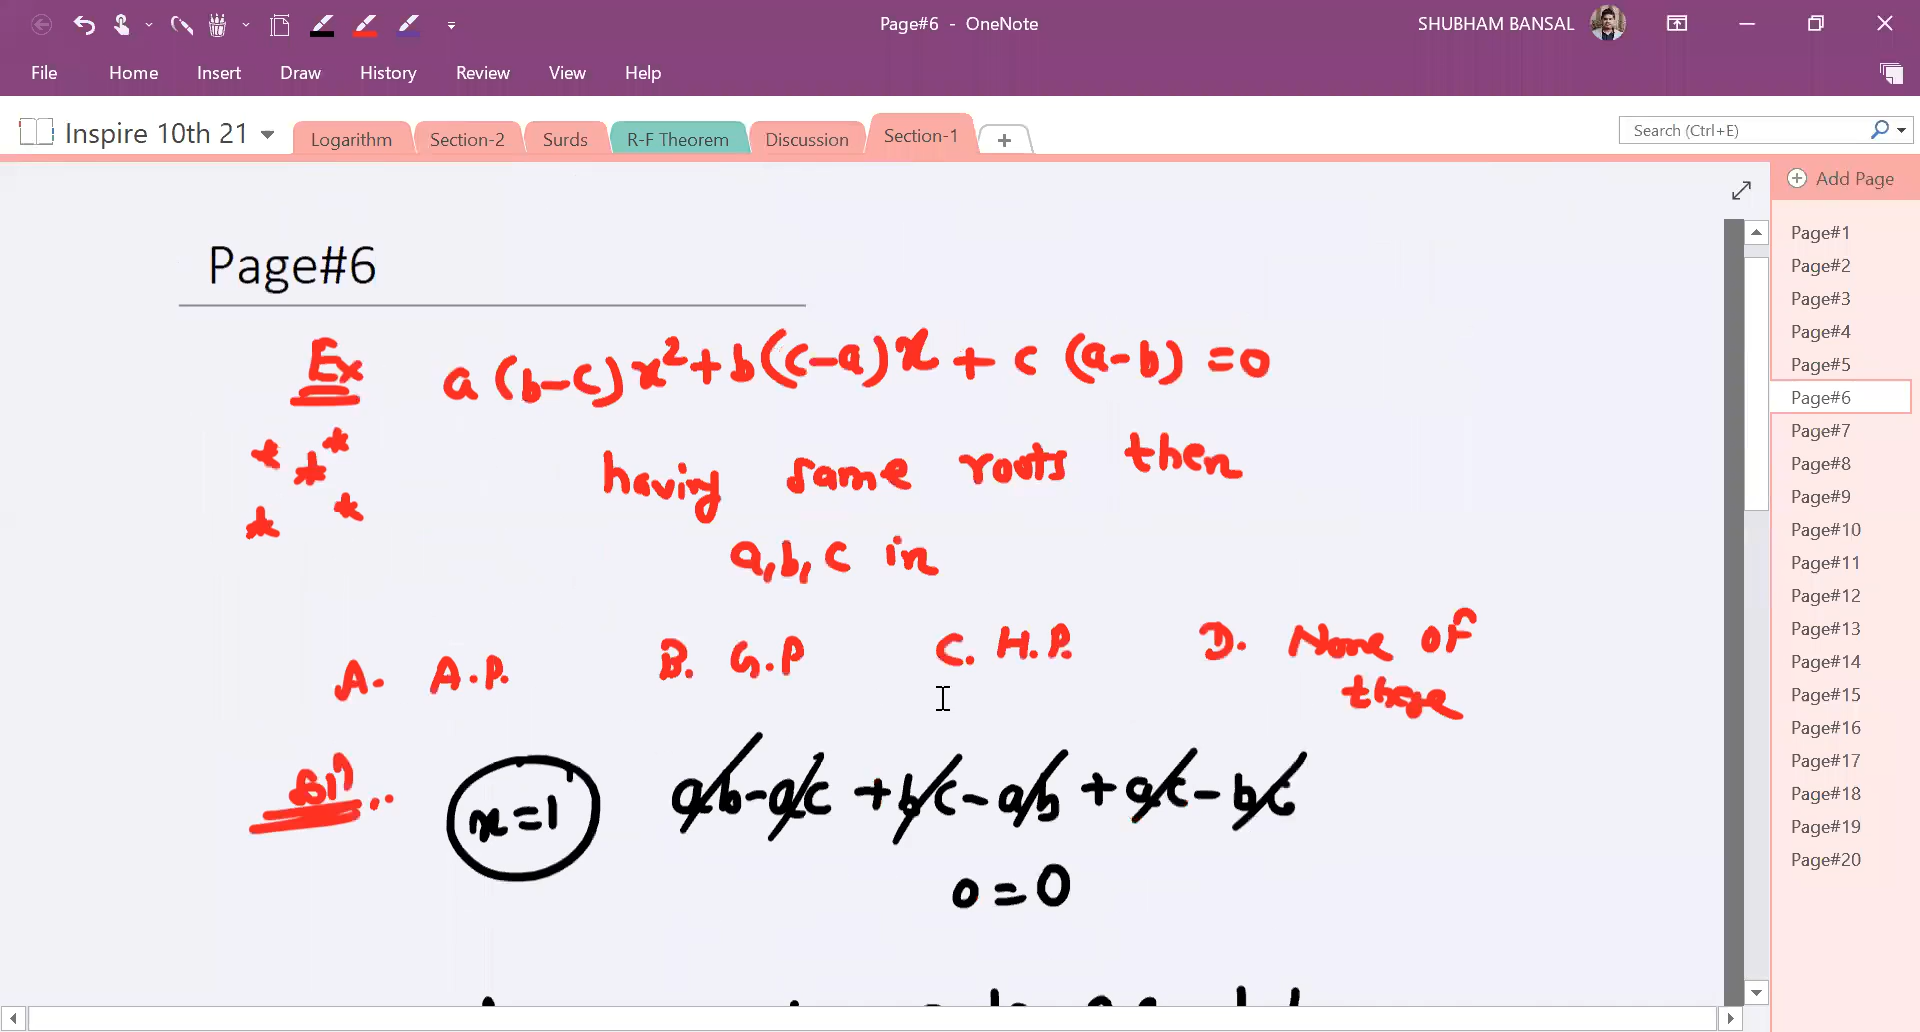 Page#6 - OneNote
SHUBHAM BANSAL
File Home Insert Draw History Review View Help
Inspire 10th 21
Logarithm Section-2 Surds R-F Theorem Discussion Section-1 +
Search (Ctrl+E)
Add Page
Page#1
Page#2
Page#3
Page#4
Page#5
Page#6
Page#7
Page#8
Page#9
Page#10
Page#11
Page#12
Page#13
Page#14
Page#15
Page#16
Page#17
Page#18
Page#19
Page#20
Page#6
Ex a(b-c)x²+b(c-a)x + c (a-b) =0
having same roots then
a,b,c in
A. A.P. B. G.P C. H.P. D. None of
these
Sol'n..
x=1 ab-ac +bc-ab +ac-bc
0=0